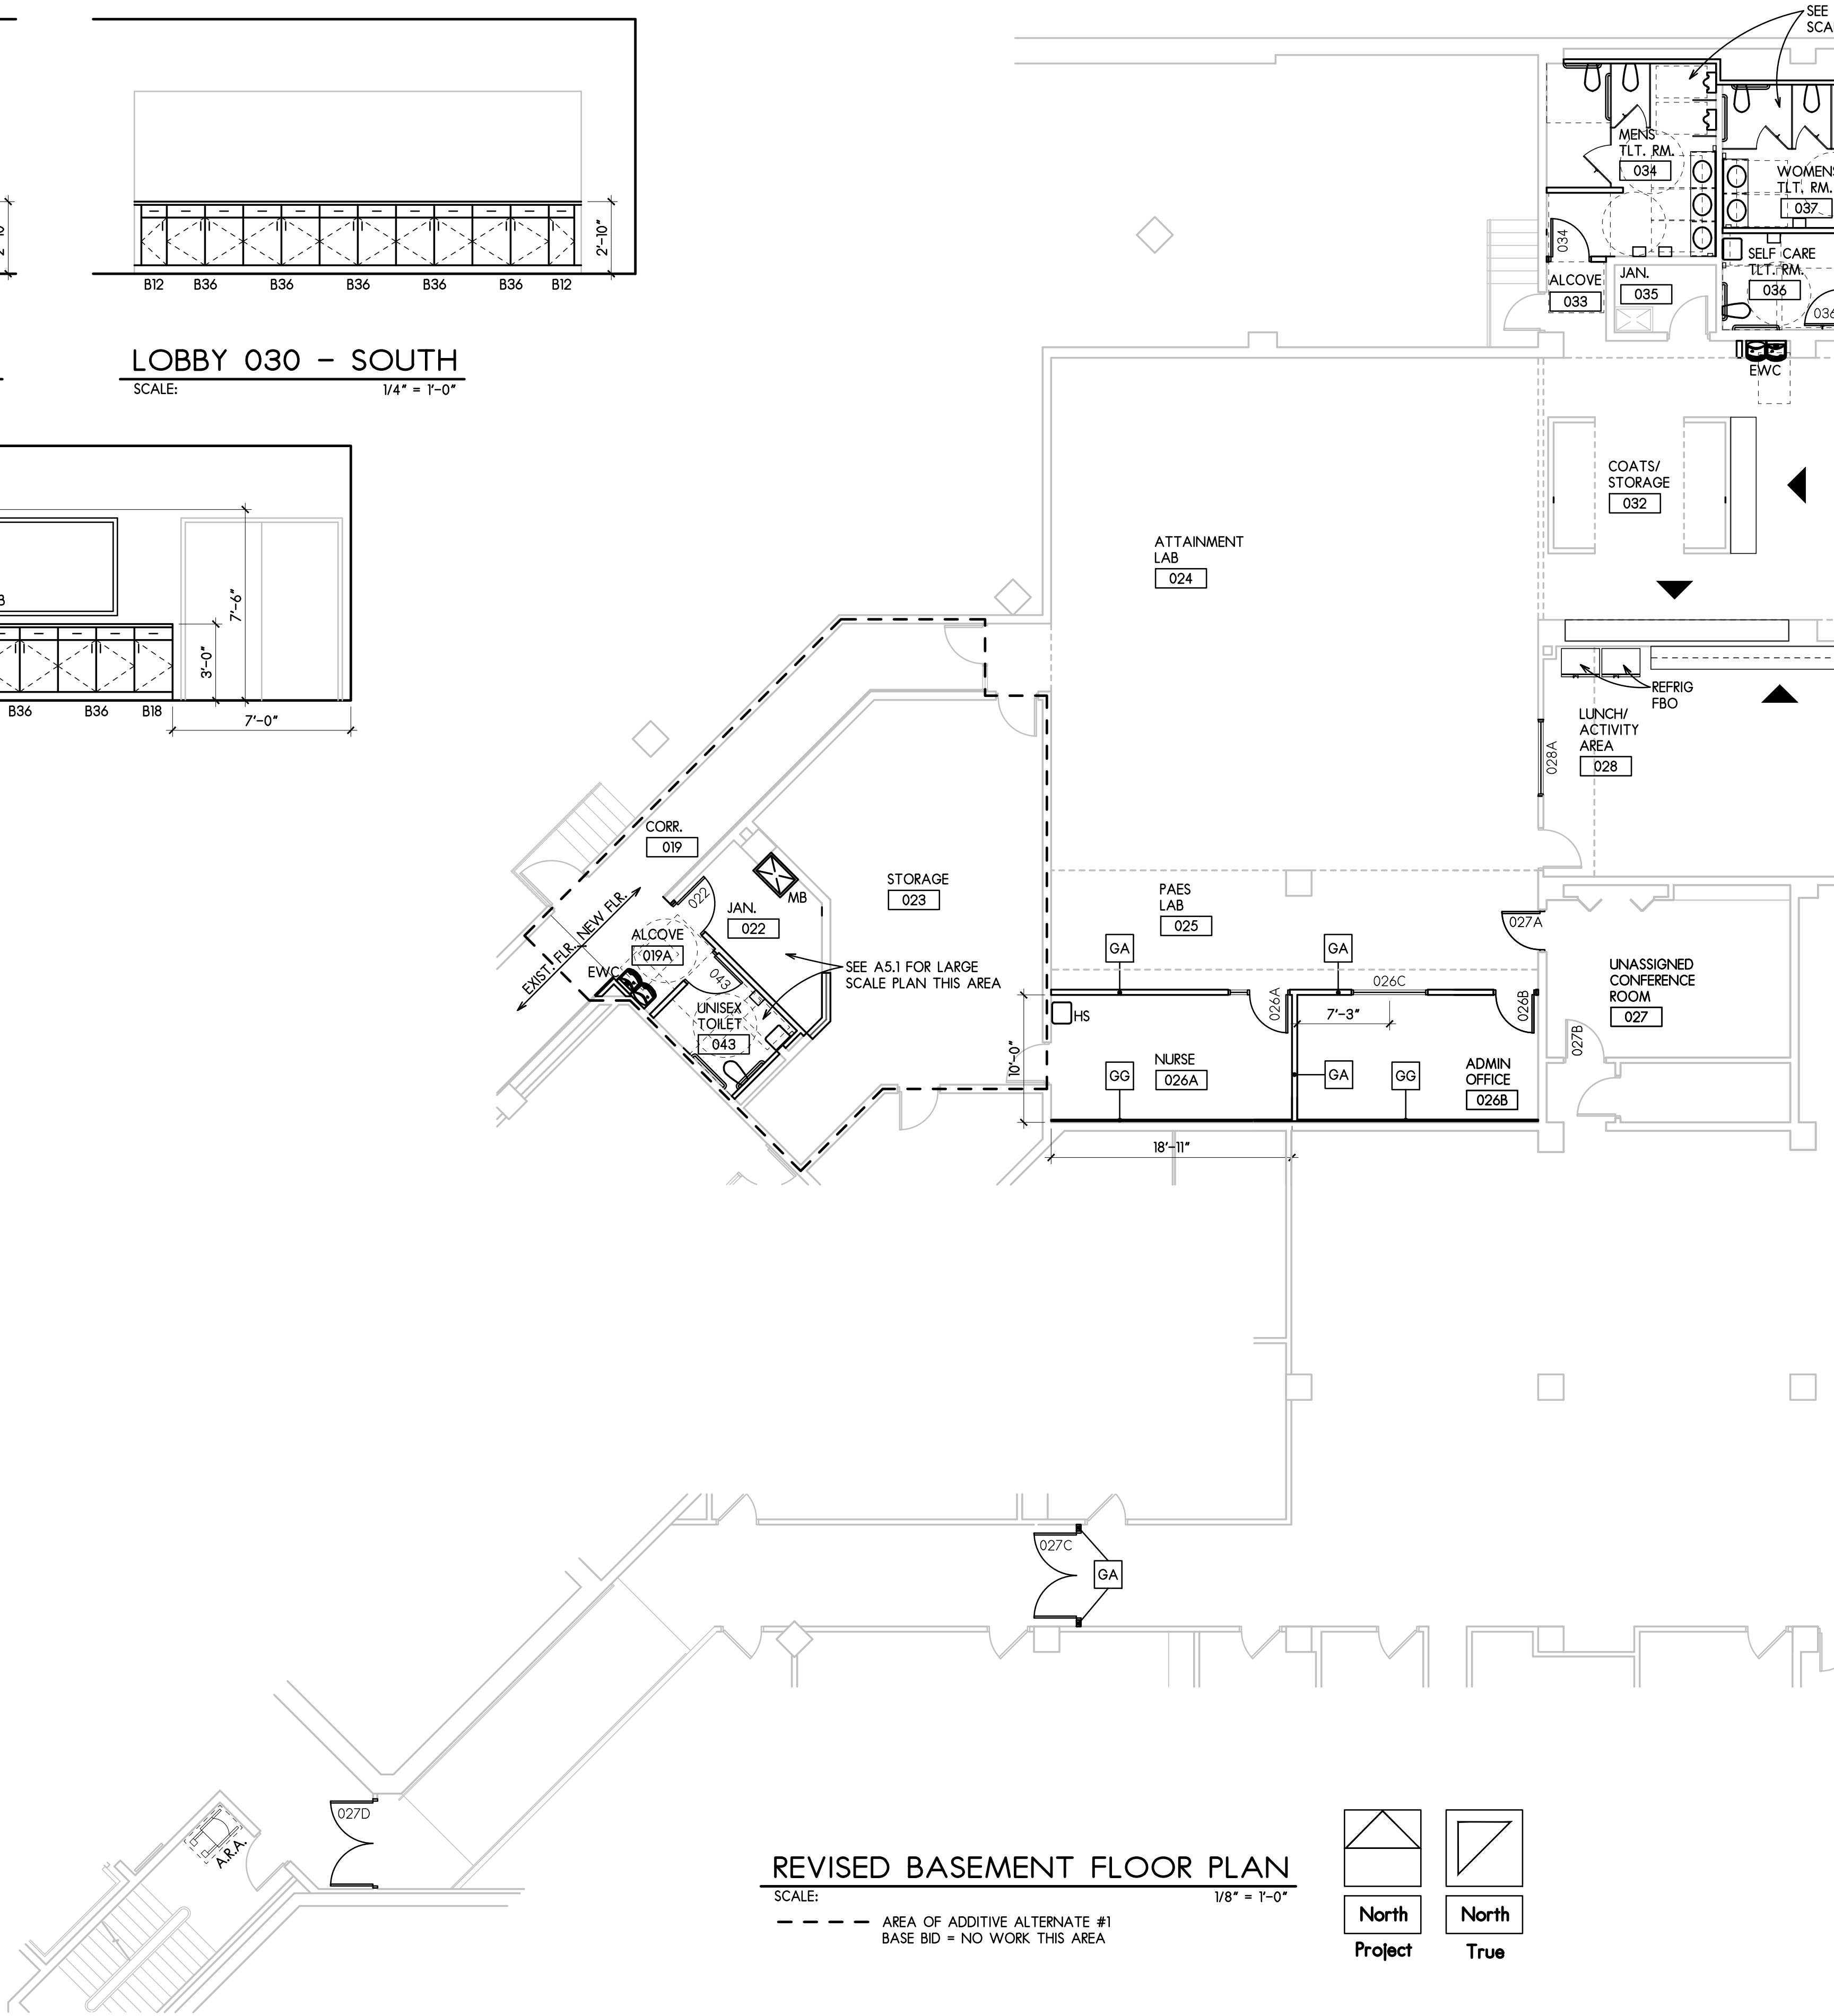 2'-10"
B12 B36 B36 B36 B36 B36 B12
LOBBY 030 - SOUTH
SCALE: 1/4" = 1'-0"
7'-6"
3'-0"
B36 B36 B18
7'-0"
SEE
MENS
TLT. RM.
034
WOMENS
TLT. RM.
037
034
SELF CARE
TLT. RM.
036
036
ALCOVE
033
JAN.
035
EWC
COATS/
STORAGE
032
ATTAINMENT
LAB
024
REFRIG
FBO
LUNCH/
ACTIVITY
AREA
028
028A
CORR.
019
STORAGE
023
PAES
LAB
025
022
MB
JAN.
022
EXIST. FLR. NEW FLR.
ALCOVE
019A
EWC
043
SEE A5.1 FOR LARGE
SCALE PLAN THIS AREA
UNISEX
TOILET
043
GA
GA
027A
UNASSIGNED
CONFERENCE
ROOM
027
026C
026A
026B
HS
7'-3"
027B
10'-0"
NURSE
026A
GG
GA
GG
ADMIN
OFFICE
026B
18'-11"
027C
GA
027D
A.R.A.
REVISED BASEMENT FLOOR PLAN
SCALE: 1/8" = 1'-0"
AREA OF ADDITIVE ALTERNATE #1
BASE BID = NO WORK THIS AREA
North
Project
North
True